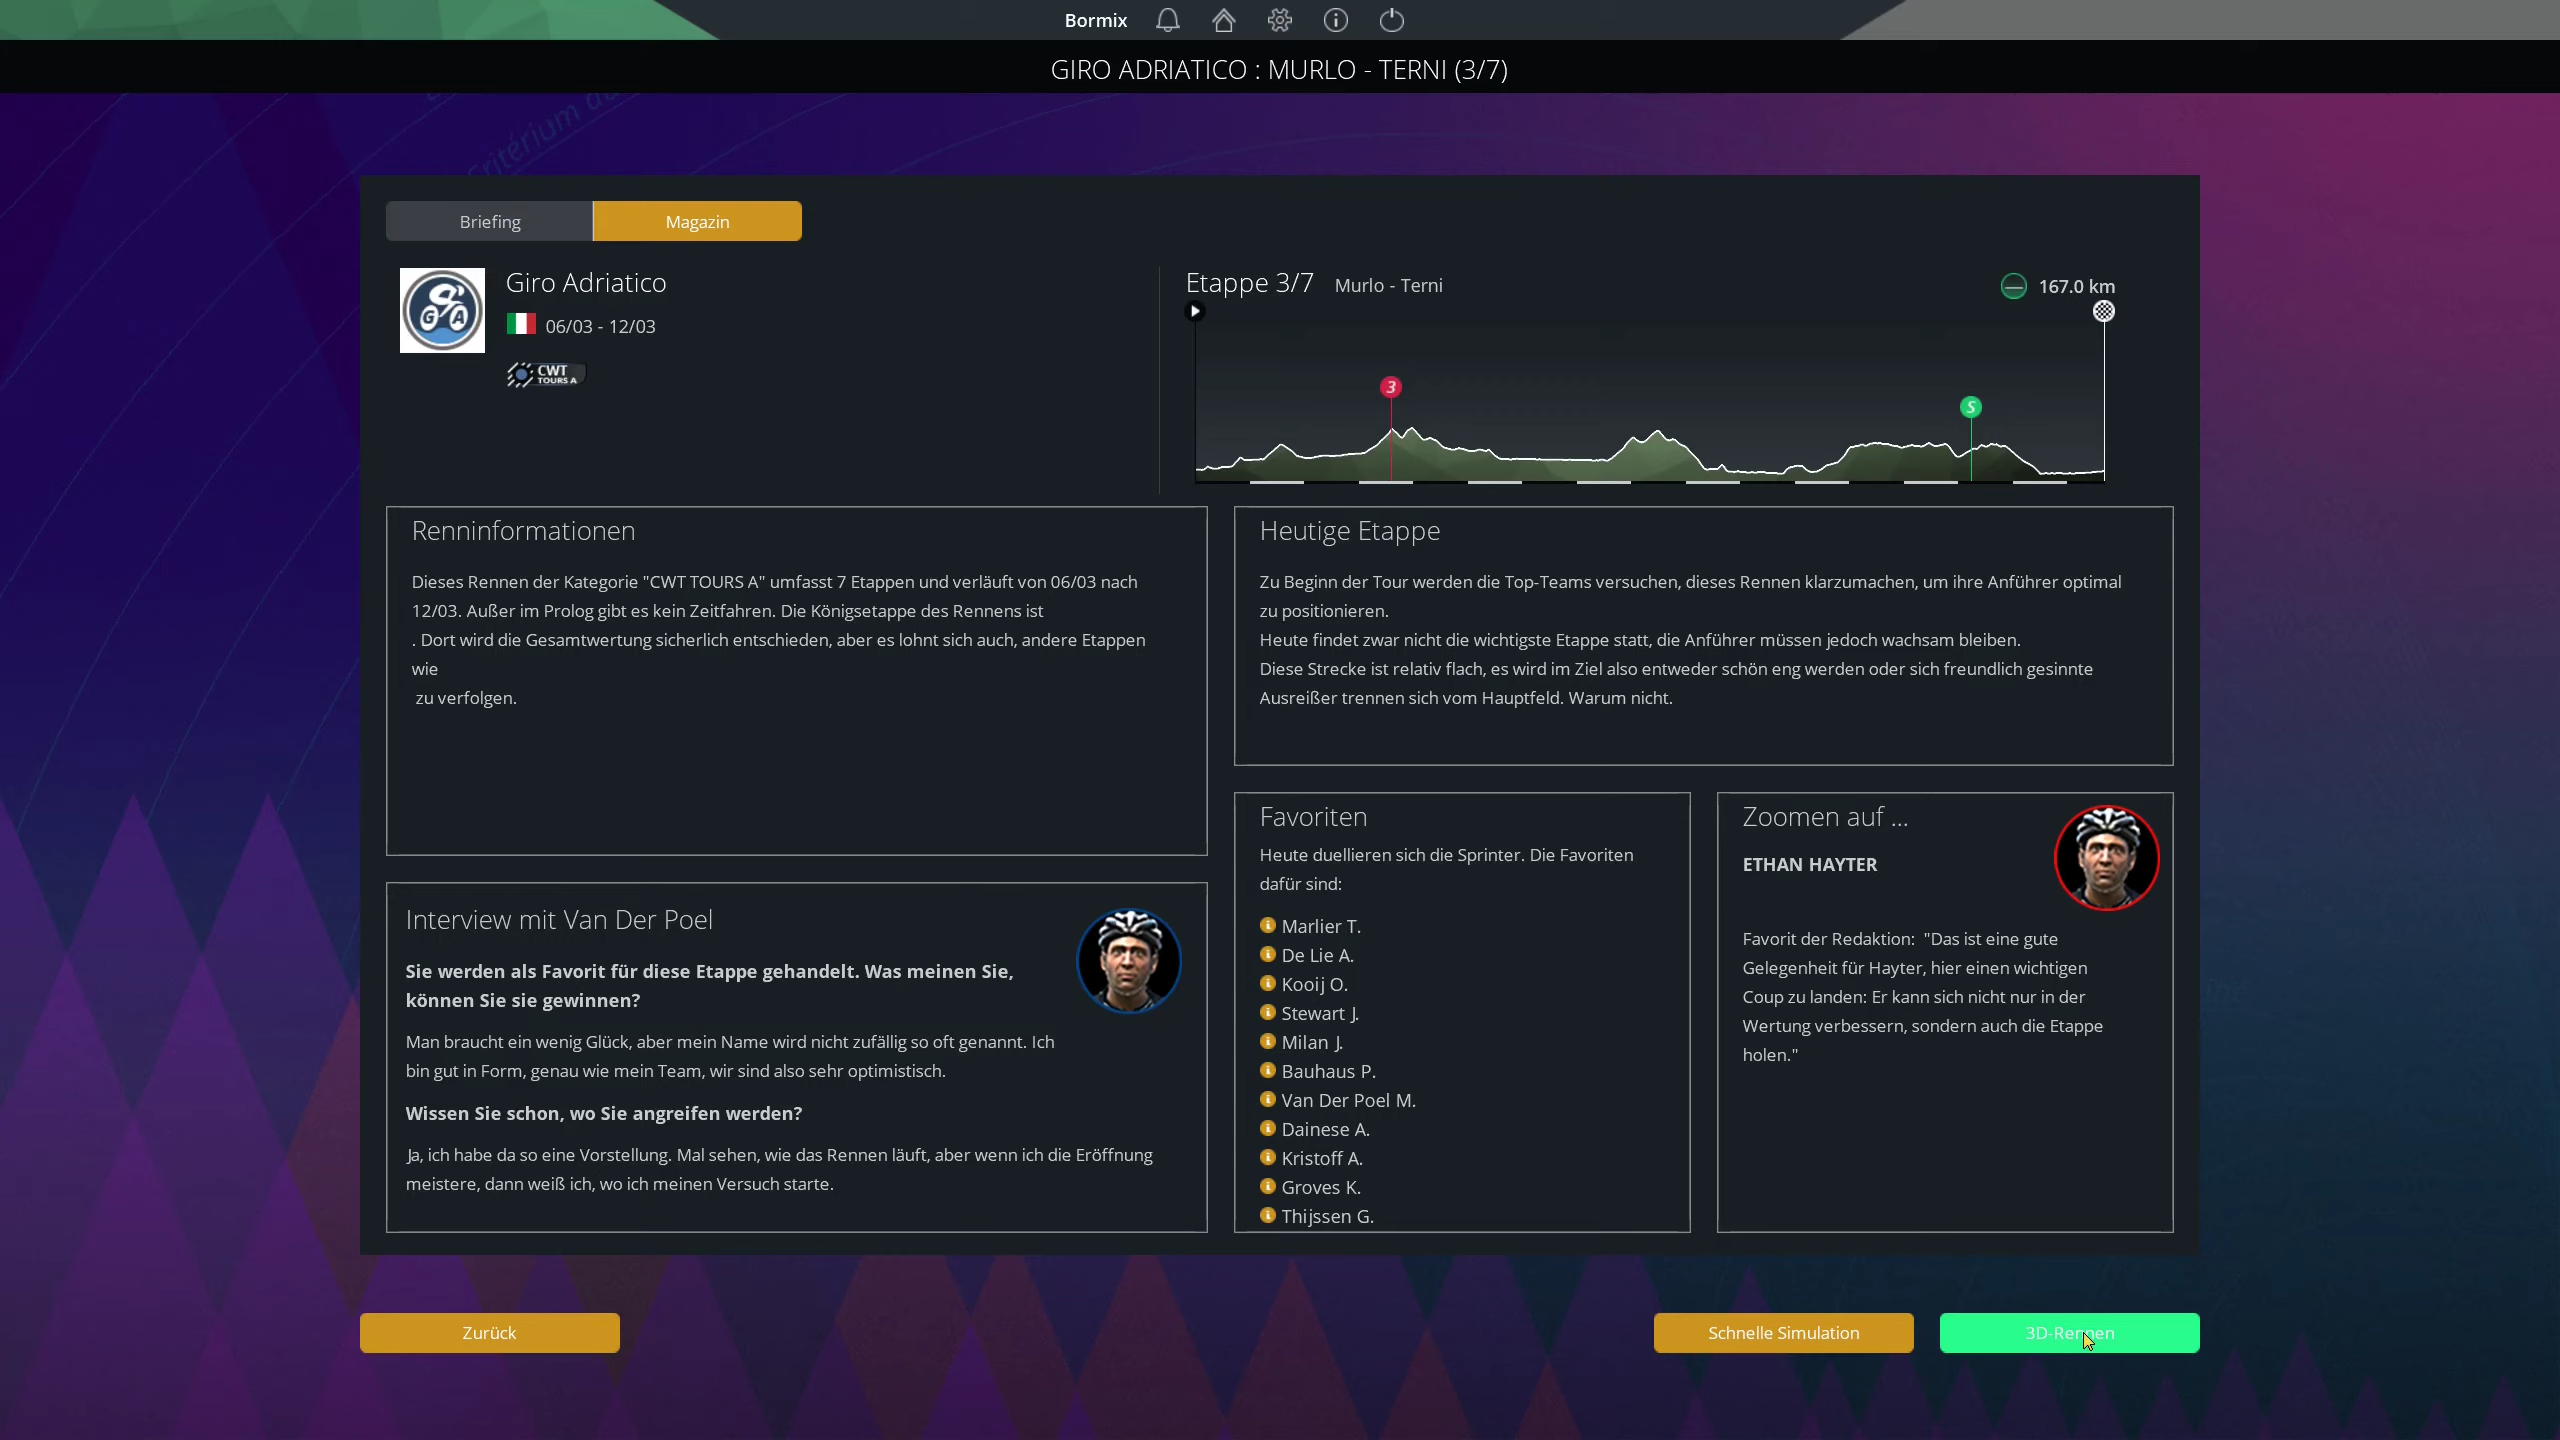 Bormix
GIRO ADRIATICO : MURLO - TERNI (3/7)
Critérium du
Briefing
Magazin
Giro Adriatico
06/03 - 12/03
CWT
TOURS A
GA
Etappe 3/7
Murlo - Terni
167.0 km
3
S
Renninformationen
Dieses Rennen der Kategorie "CWT TOURS A" umfasst 7 Etappen und verläuft von 06/03 nach
12/03. Außer im Prolog gibt es kein Zeitfahren. Die Königsetappe des Rennens ist
. Dort wird die Gesamtwertung sicherlich entschieden, aber es lohnt sich auch, andere Etappen
wie
zu verfolgen.
Heutige Etappe
Zu Beginn der Tour werden die Top-Teams versuchen, dieses Rennen klarzumachen, um ihre Anführer optimal
zu positionieren.
Heute findet zwar nicht die wichtigste Etappe statt, die Anführer müssen jedoch wachsam bleiben.
Diese Strecke ist relativ flach, es wird im Ziel also entweder schön eng werden oder sich freundlich gesinnte
Ausreißer trennen sich vom Hauptfeld. Warum nicht.
Interview mit Van Der Poel
Sie werden als Favorit für diese Etappe gehandelt. Was meinen Sie,
können Sie sie gewinnen?
Man braucht ein wenig Glück, aber mein Name wird nicht zufällig so oft genannt. Ich
bin gut in Form, genau wie mein Team, wir sind also sehr optimistisch.
Wissen Sie schon, wo Sie angreifen werden?
Ja, ich habe da so eine Vorstellung. Mal sehen, wie das Rennen läuft, aber wenn ich die Eröffnung
meistere, dann weiß ich, wo ich meinen Versuch starte.
Favoriten
Heute duellieren sich die Sprinter. Die Favoriten
dafür sind:
Marlier T.
De Lie A.
Kooij O.
Stewart J.
Milan J.
Bauhaus P.
Van Der Poel M.
Dainese A.
Kristoff A.
Groves K.
Thijssen G.
Zoomen auf ...
ETHAN HAYTER
Favorit der Redaktion: "Das ist eine gute
Gelegenheit für Hayter, hier einen wichtigen
Coup zu landen: Er kann sich nicht nur in der
Wertung verbessern, sondern auch die Etappe
holen."
Zurück
Schnelle Simulation
3D-Rennen